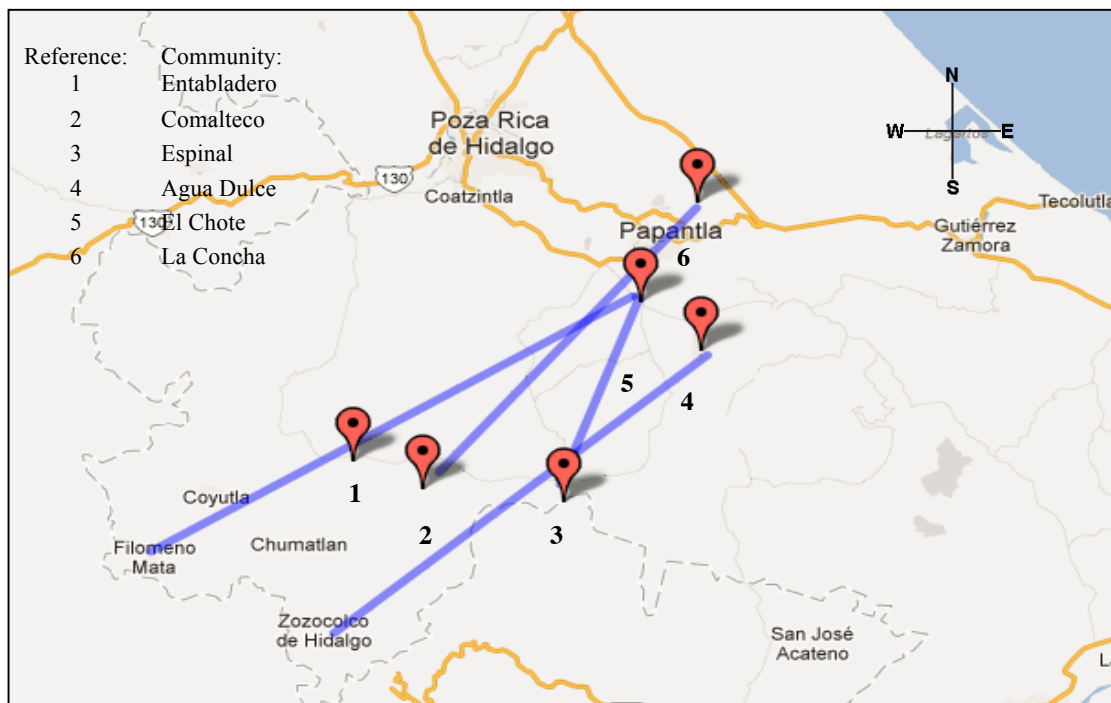 Reference: Community:
1 Entabladero
2 Comalteco
3 Espinal
4 Agua Dulce
5 El Chote
6 La Concha
N
W E
S
Lagartos
Poza Rica
de Hidalgo
130
Coatzintla
130
Tecolutla
Papantla
Gutiérrez
Zamora
6
5
4
1
2
3
Coyutla
Filomeno
Mata
Chumatlan
Zozocolco
de Hidalgo
San José
Acateno